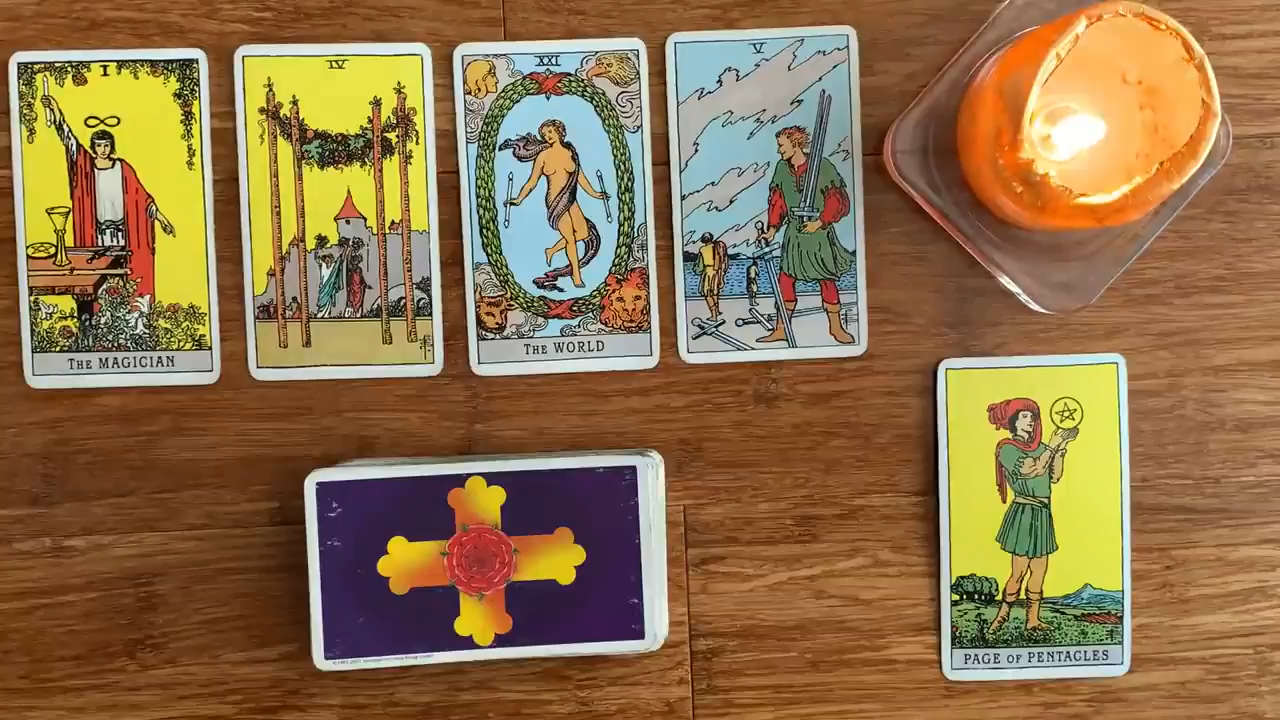 I
IV
XXI
V
THE MAGICIAN
THE WORLD
PAGE OF PENTACLES